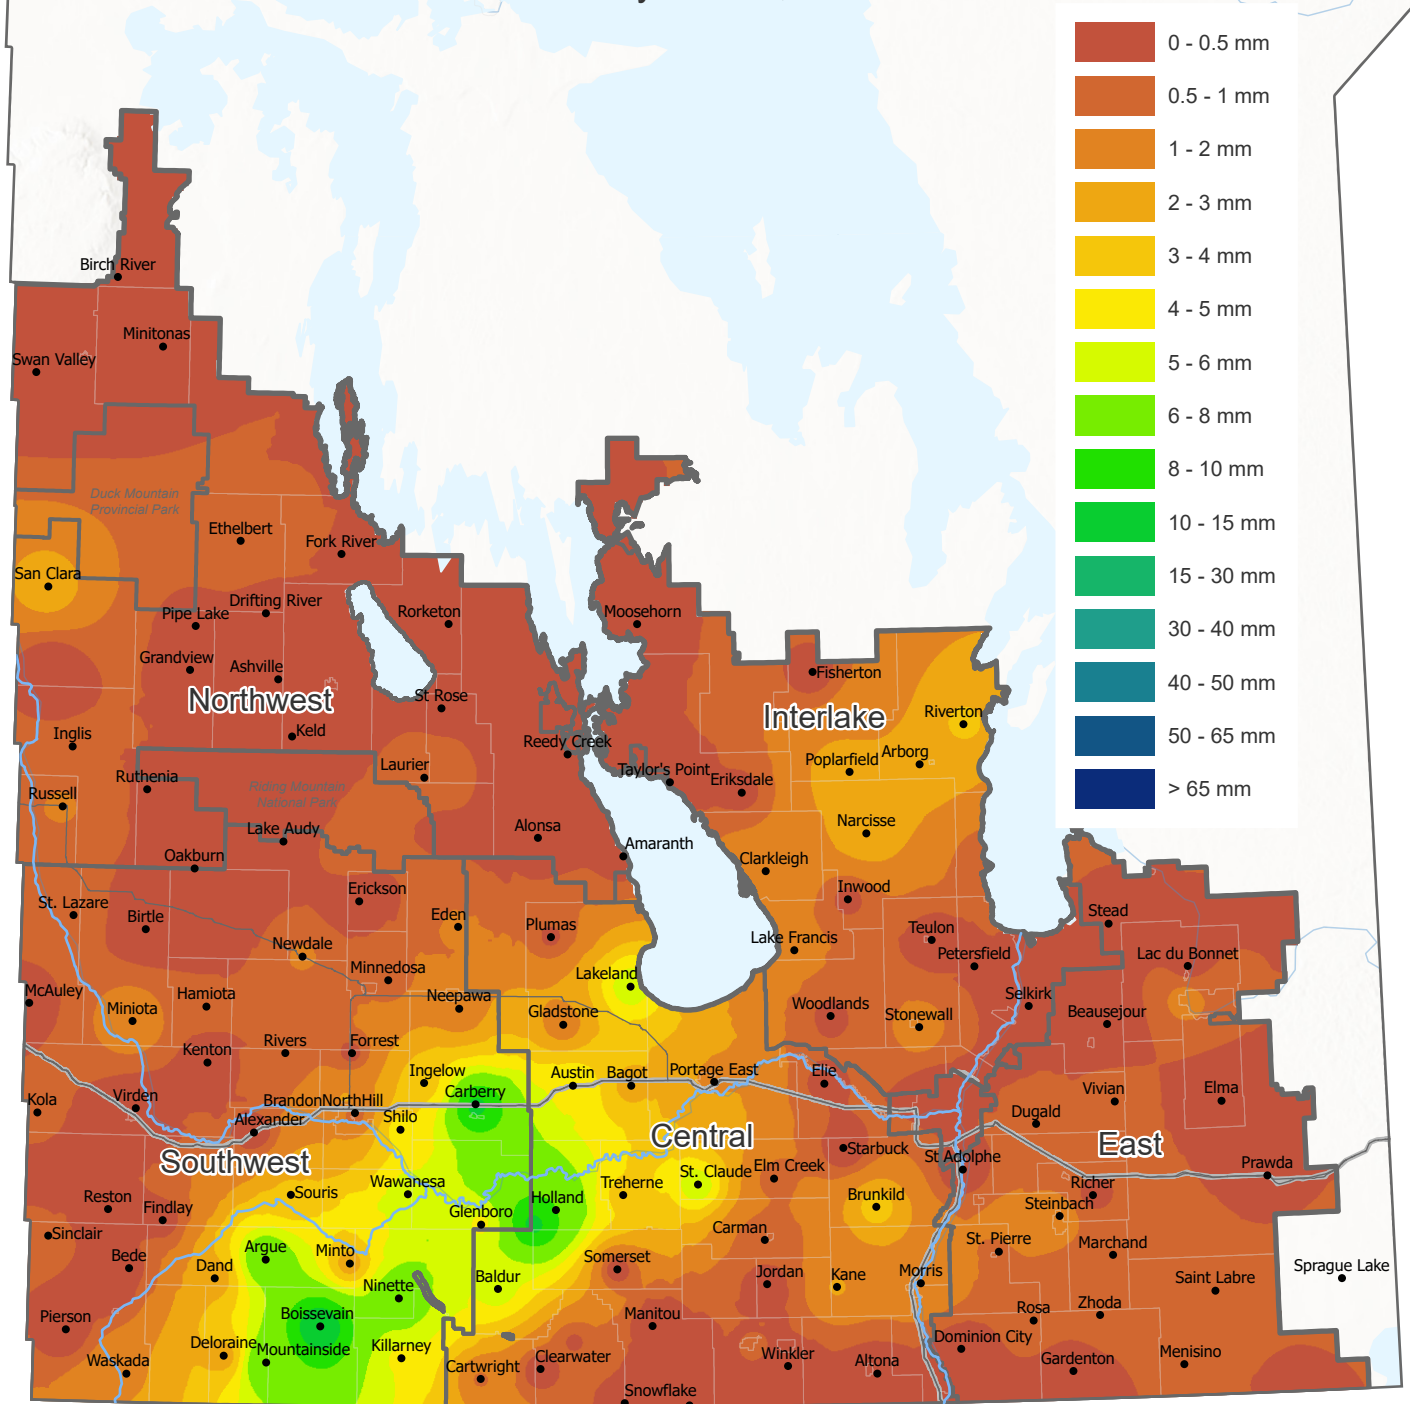 0 - 0.5 mm
0.5 - 1 mm
1 - 2 mm
2 - 3 mm
3 - 4 mm
4 - 5 mm
5 - 6 mm
6 - 8 mm
8 - 10 mm
10 - 15 mm
15 - 30 mm
30 - 40 mm
40 - 50 mm
50 - 65 mm
> 65 mm
Birch River
Minitonas
Swan Valley
Duck Mountain
Provincial Park
Ethelbert
Fork River
San Clara
Drifting River
Pipe Lake
Rorketon
Moosehorn
Grandview
Ashville
Fisherton
Northwest
St Rose
Interlake
Riverton
Inglis
Keld
Reedy Creek
Poplarfield
Arborg
Ruthenia
Laurier
Taylor's Point
Eriksdale
Riding Mountain
National Park
Russell
Lake Audy
Alonsa
Narcisse
Oakburn
Amaranth
Clarkleigh
Erickson
Inwood
St. Lazare
Birtle
Eden
Plumas
Stead
Newdale
Lake Francis
Teulon
Petersfield
Lac du Bonnet
Minnedosa
Lakeland
McAuley
Hamiota
Neepawa
Selkirk
Miniota
Gladstone
Woodlands
Stonewall
Beausejour
Kenton
Rivers
Forrest
Ingelow
Austin
Bagot
Portage East
Elie
Carberry
Vivian
Elma
Kola
Virden
BrandonNorthHill
Shilo
Dugald
Alexander
Central
East
Starbuck
Southwest
St Adolphe
Elm Creek
Prawda
St. Claude
Wawanesa
Treherne
Richer
Souris
Reston
Findlay
Holland
Brunkild
Steinbach
Glenboro
Sinclair
Carman
St. Pierre
Marchand
Argue
Minto
Bede
Dand
Somerset
Sprague Lake
Ninette
Baldur
Jordan
Kane
Morris
Saint Labre
Pierson
Boissevain
Manitou
Rosa
Zhoda
Deloraine
Mountainside
Killarney
Dominion City
Waskada
Cartwright
Clearwater
Winkler
Altona
Gardenton
Menisino
Snowflake